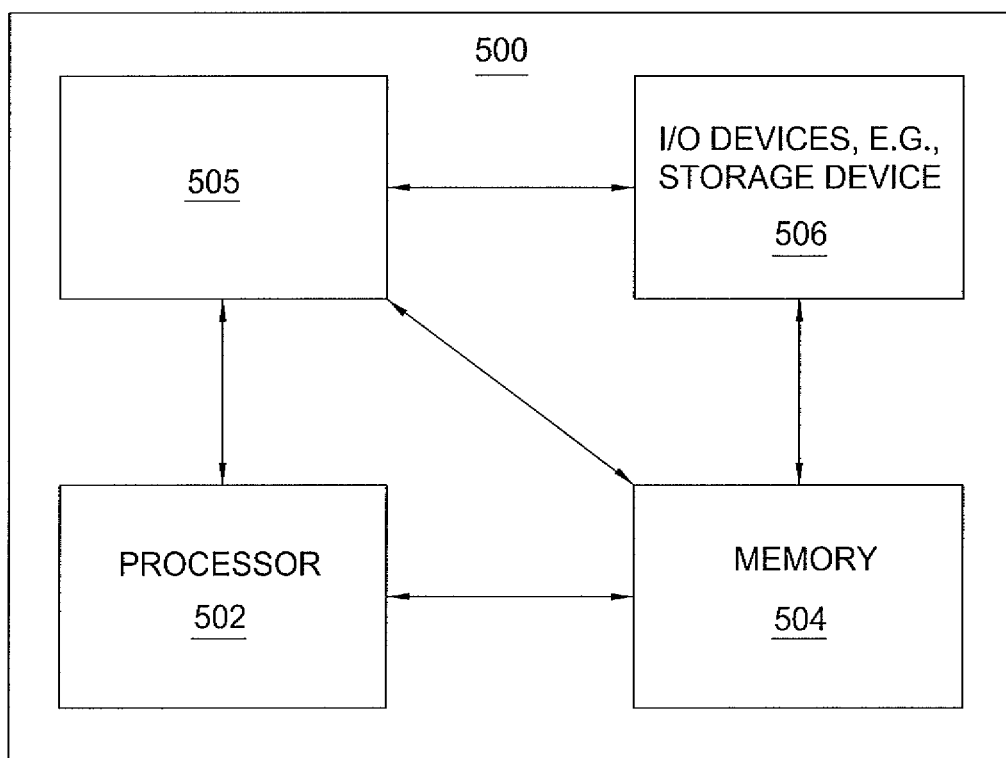 500
505
I/O DEVICES, E.G.,
STORAGE DEVICE
506
PROCESSOR
502
MEMORY
504